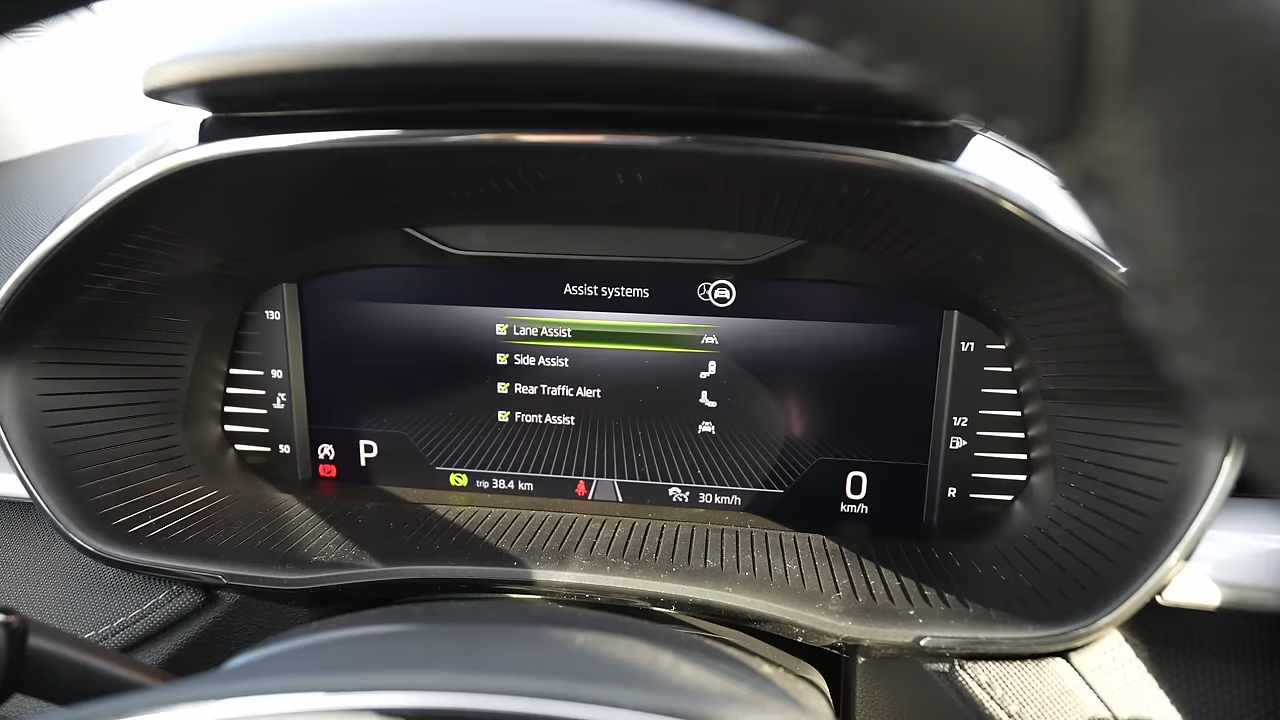 Assist systems
Lane Assist
Side Assist
Rear Traffic Alert
Front Assist
130
90
°C
50
P
trip 38.4 km
30 km/h
0
km/h
1/1
1/2
R